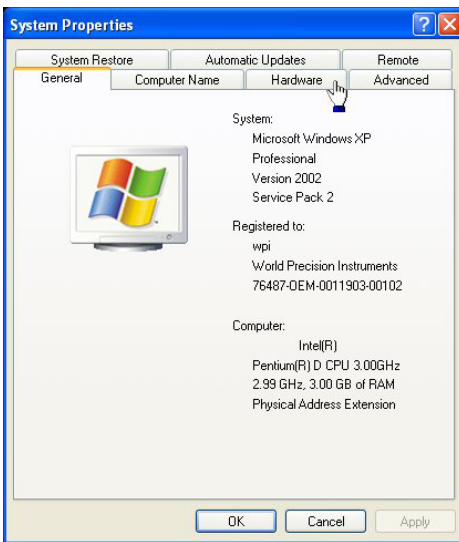 System Properties
System Restore
Automatic Updates
Remote
General
Computer Name
Hardware
Advanced
System:
Microsoft Windows XP
Professional
Version 2002
Service Pack 2
Registered to:
wpi
World Precision Instruments
76487-OEM-0011903-00102
Computer:
Intel(R)
Pentium(R) D CPU 3.00GHz
2.99 GHz, 3.00 GB of RAM
Physical Address Extension
OK
Cancel
Apply